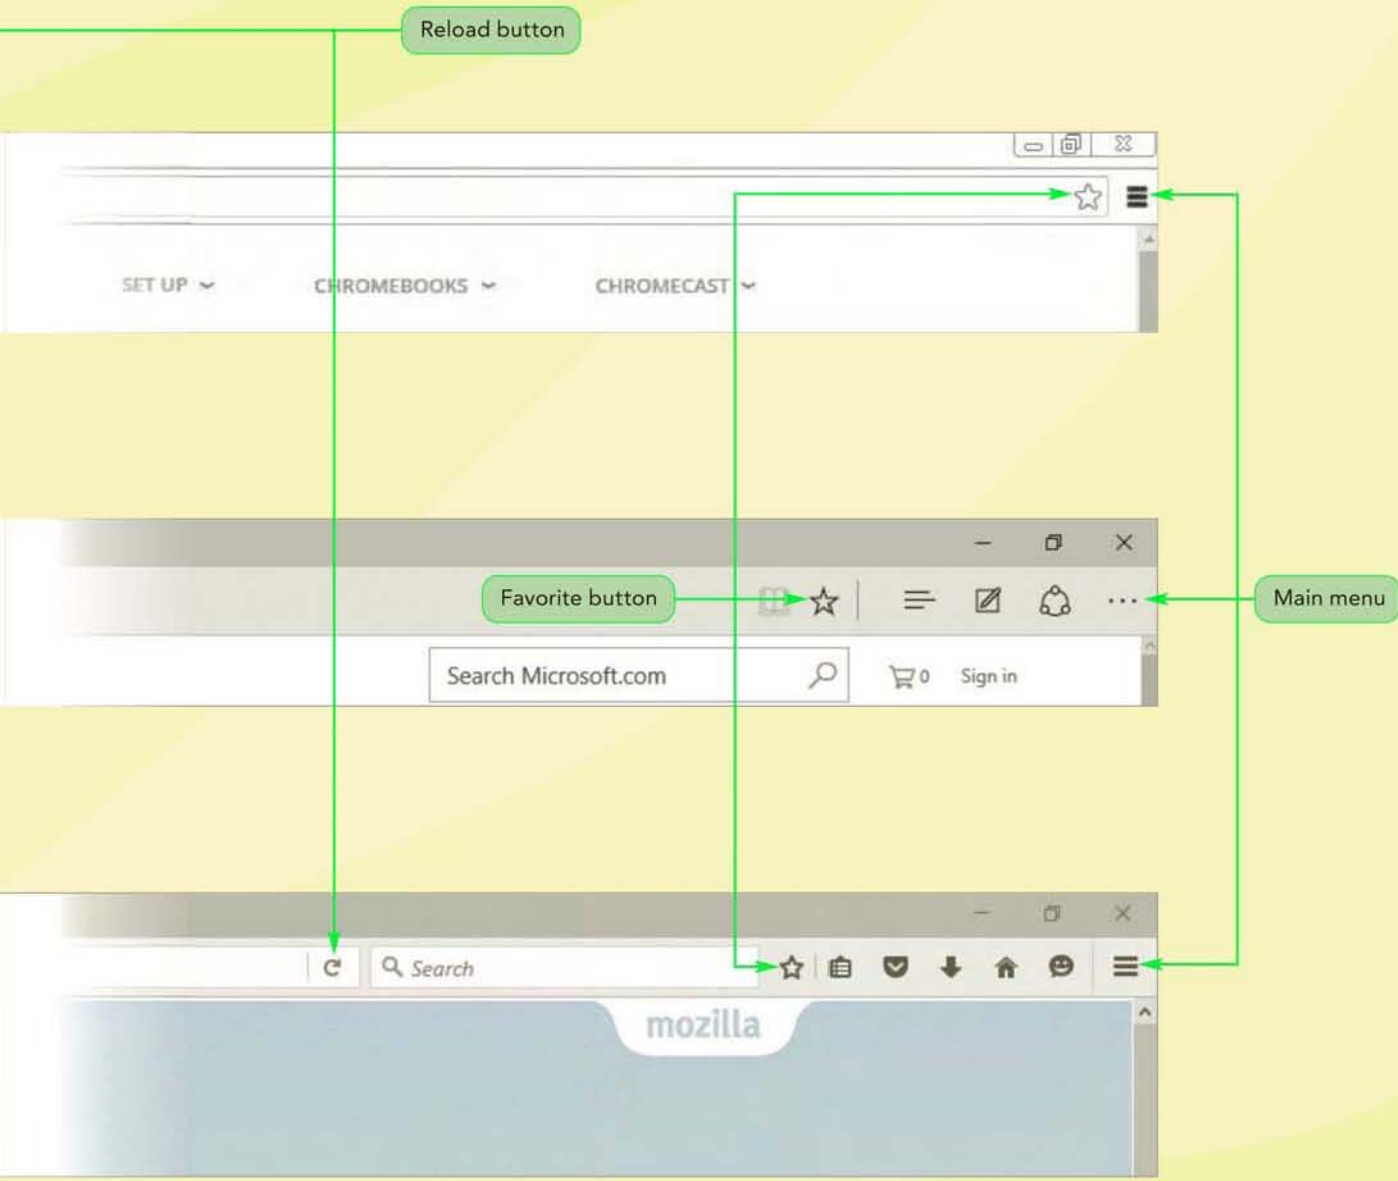 Reload button
SET UP CHROMEBOOKS CHROMECAST
Favorite button
Main menu
Search Microsoft.com 0 Sign in
Search
mozilla